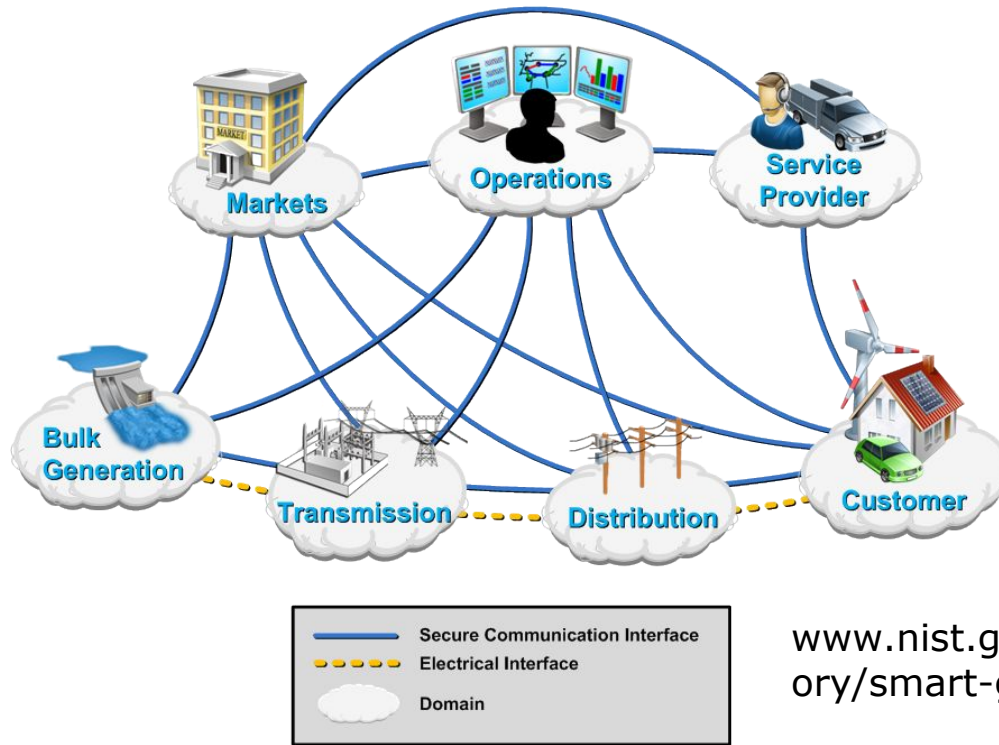 MARKET
Markets
Operations
Service
Provider
Bulk
Generation
Transmission
Distribution
Customer
Secure Communication Interface
Electrical Interface
Domain
www.nist.g
ory/smart-g